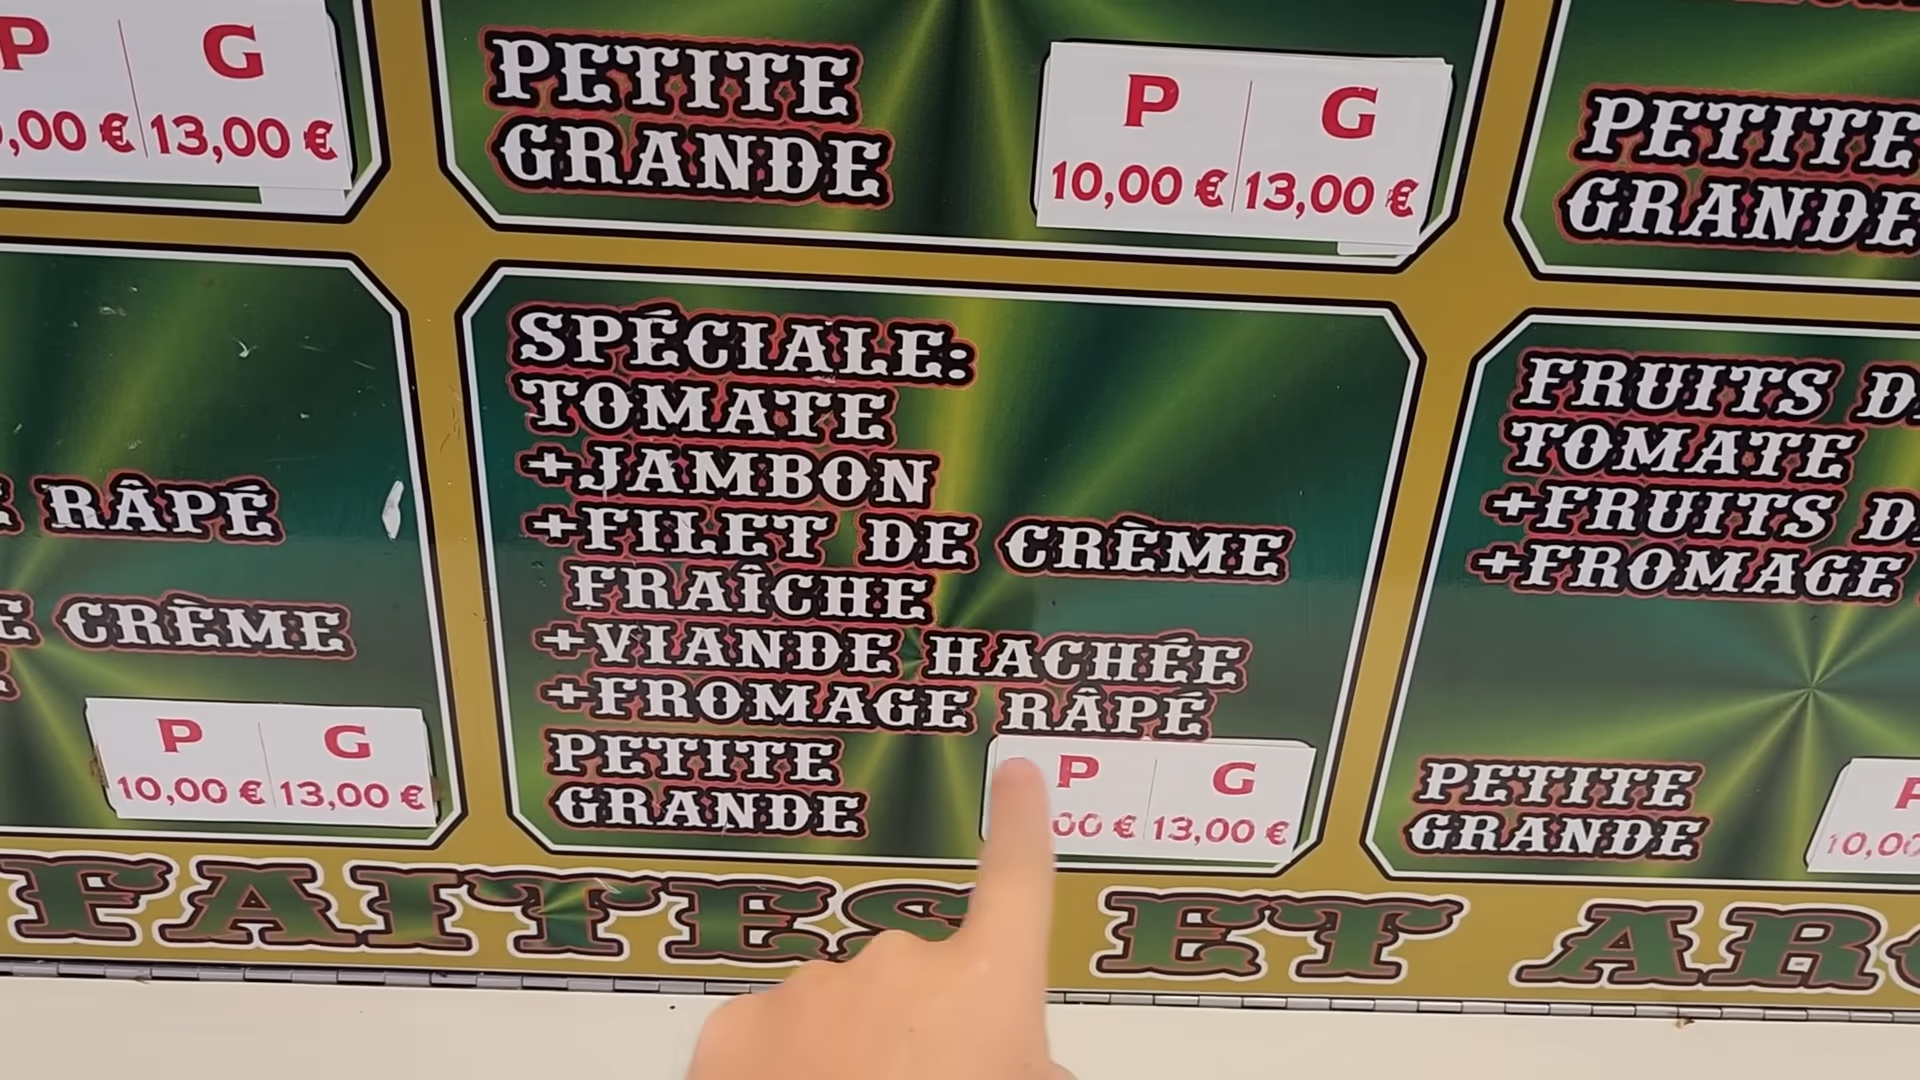 P G
,00 € 13,00 €
PETITE
GRANDE
P G
10,00 € 13,00 €
PETITE
GRANDE
RÂPÉ
CRÈME
P G
10,00 € 13,00 €
SPÉCIALE:
TOMATE
+JAMBON
+FILET DE CRÈME
FRAÎCHE
+VIANDE HACHÉE
+FROMAGE RÂPÉ
PETITE
GRANDE
P G
00 € 13,00 €
FRUITS D
TOMATE
+FRUITS D
+FROMAGE
PETITE
GRANDE
P
10,00
FAITES ET AR